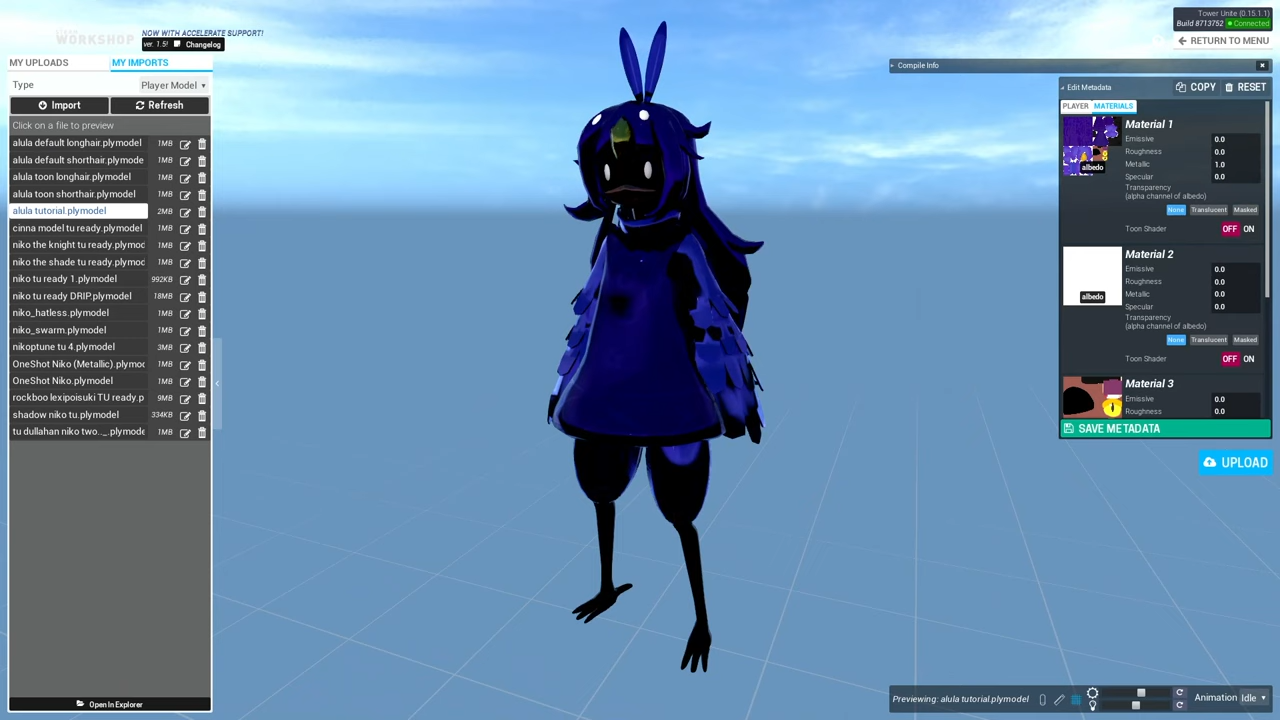 WORKSHOP
NOW WITH ACCELERATE SUPPORT!
ver. 1.5! Changelog
MY UPLOADS
MY IMPORTS
Type
Player Model
Import
Refresh
Click on a file to preview
alula default longhair.plymodel 1MB
alula default shorthair.plymode 1MB
alula toon longhair.plymodel 1MB
alula toon shorthair.plymodel 1MB
alula tutorial.plymodel 2MB
cinna model tu ready.plymodel 1MB
niko the knight tu ready.plymod 1MB
niko the shade tu ready.plymod 1MB
niko tu ready 1.plymodel 992KB
niko tu ready DRIP.plymodel 18MB
niko_hatless.plymodel 1MB
niko_swarm.plymodel 1MB
nikoptune tu 4.plymodel 3MB
OneShot Niko (Metallic).plymoc 1MB
OneShot Niko.plymodel 1MB
rockboo lexipoisuki TU ready.p 9MB
shadow niko tu.plymodel 334KB
tu dullahan niko two.._.plymode 1MB
Open In Explorer
Tower Unite (0.15.1.1)
Build 8713752 Connected
RETURN TO MENU
Compile Info
Edit Metadata
COPY
RESET
PLAYER
MATERIALS
Material 1
albedo
Emissive 0.0
Roughness 0.0
Metallic 1.0
Specular 0.0
Transparency
(alpha channel of albedo)
None Translucent Masked
Toon Shader OFF ON
Material 2
albedo
Emissive 0.0
Roughness 0.0
Metallic 0.0
Specular 0.0
Transparency
(alpha channel of albedo)
None Translucent Masked
Toon Shader OFF ON
Material 3
Emissive 0.0
Roughness 0.0
SAVE METADATA
UPLOAD
Previewing: alula tutorial.plymodel
Animation Idle